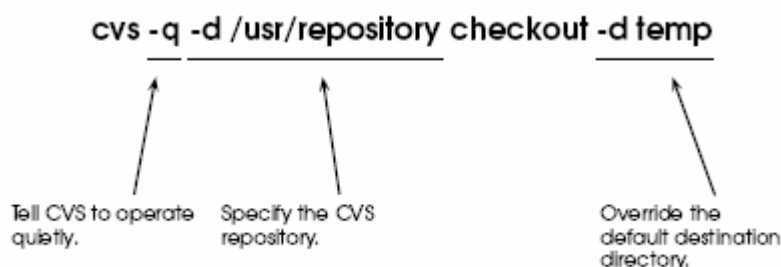 cvs -q -d /usr/repository checkout -d temp
Tell CVS to operate
quietly.
Specify the CVS
repository.
Override the
default destination
directory.